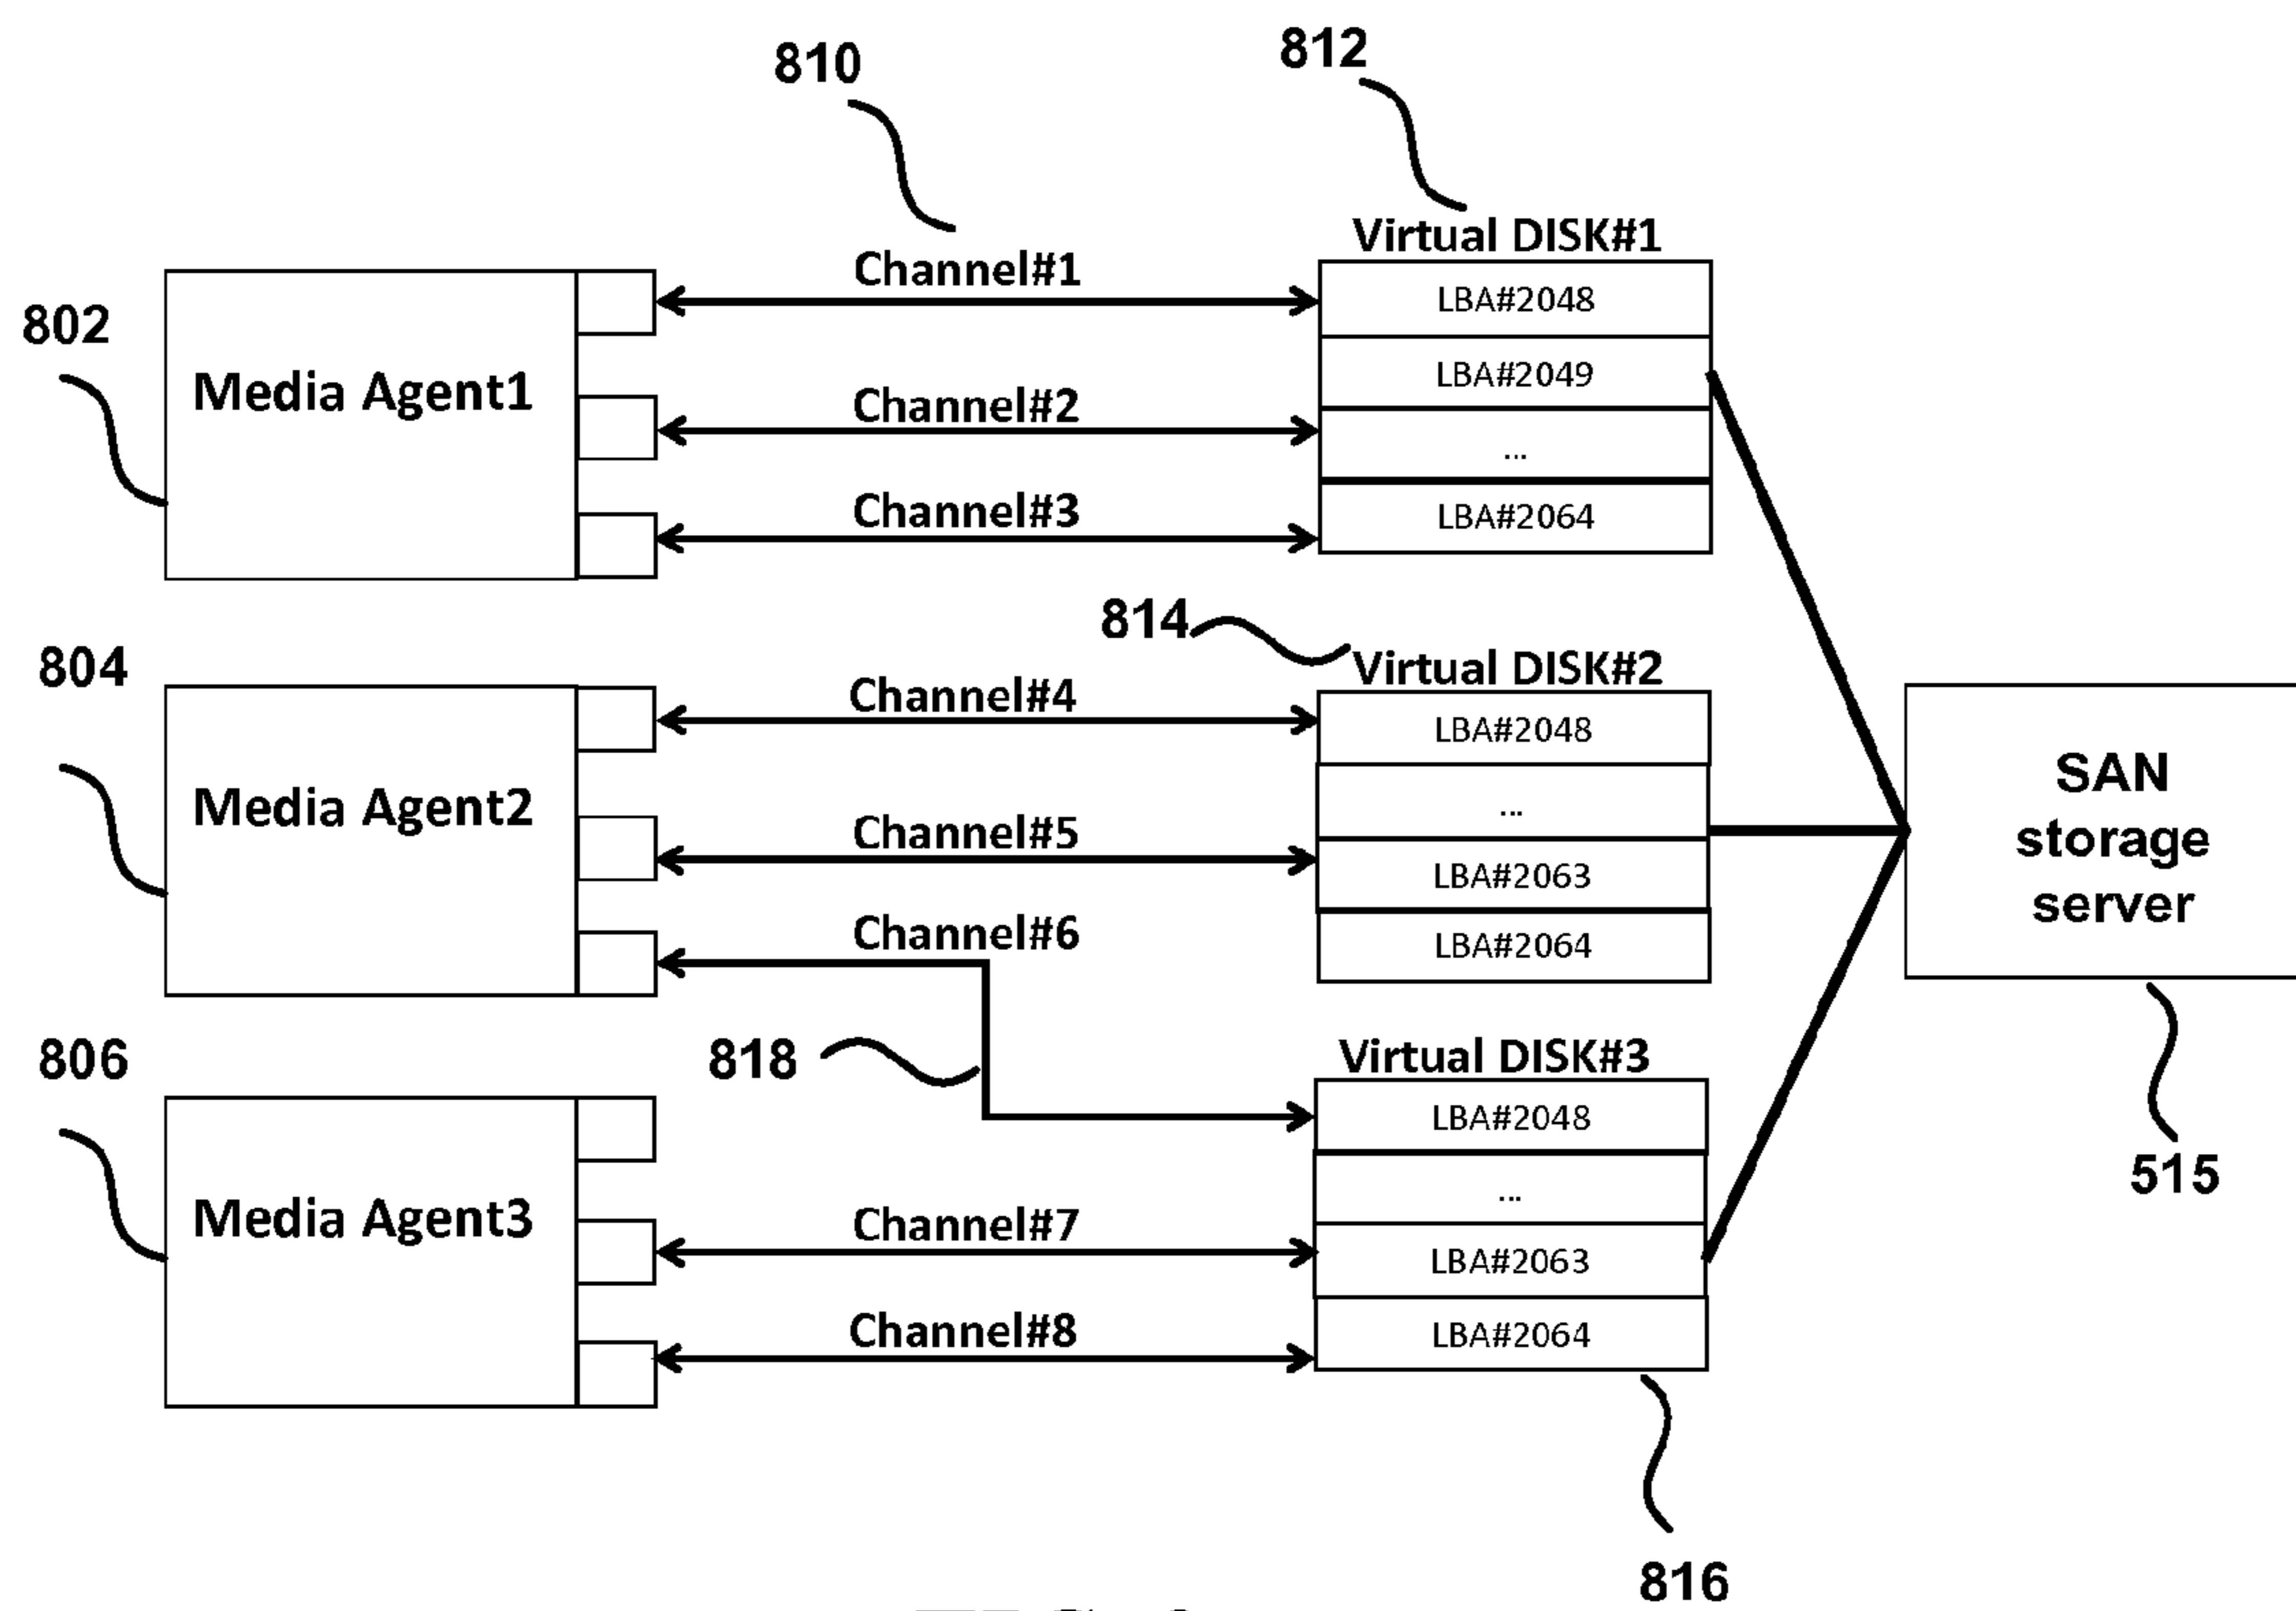 810
812
Virtual DISK#1
Channel#1
LBA#2048
802
LBA#2049
Media Agent1
Channel#2
...
Channel#3
LBA#2064
814
804
Virtual DISK#2
Channel#4
LBA#2048
Media Agent2
...
Channel#5
LBA#2063
SAN
storage
server
Channel#6
LBA#2064
806
818
Virtual DISK#3
LBA#2048
515
Media Agent3
...
Channel#7
LBA#2063
Channel#8
LBA#2064
816